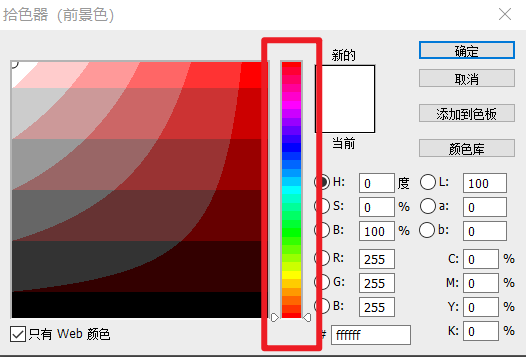 拾色器（前景色）
新的
当前
确定
取消
添加到色板
颜色库
H: 0 度
S: 0 %
B: 100 %
R: 255
G: 255
B: 255
# ffffff
L: 100
a: 0
b: 0
C: 0 %
M: 0 %
Y: 0 %
K: 0 %
只有 Web 颜色